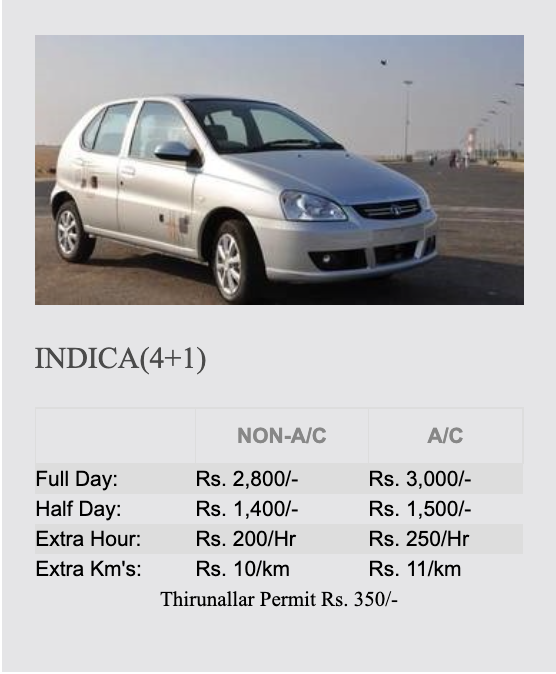 INDICA(4+1)
NON-A/C A/C
Full Day: Rs. 2,800/- Rs. 3,000/-
Half Day: Rs. 1,400/- Rs. 1,500/-
Extra Hour: Rs. 200/Hr Rs. 250/Hr
Extra Km's: Rs. 10/km Rs. 11/km
Thirunallar Permit Rs. 350/-